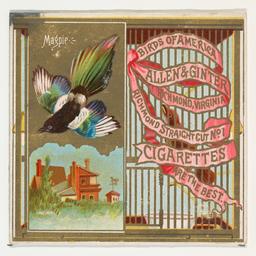 Magpie
BIRDS OF AMERICA
ALLEN & GINTER
RICHMOND, VIRGINIA
RICHMOND STRAIGHT CUT No 1
CIGARETTES
ARE THE BEST